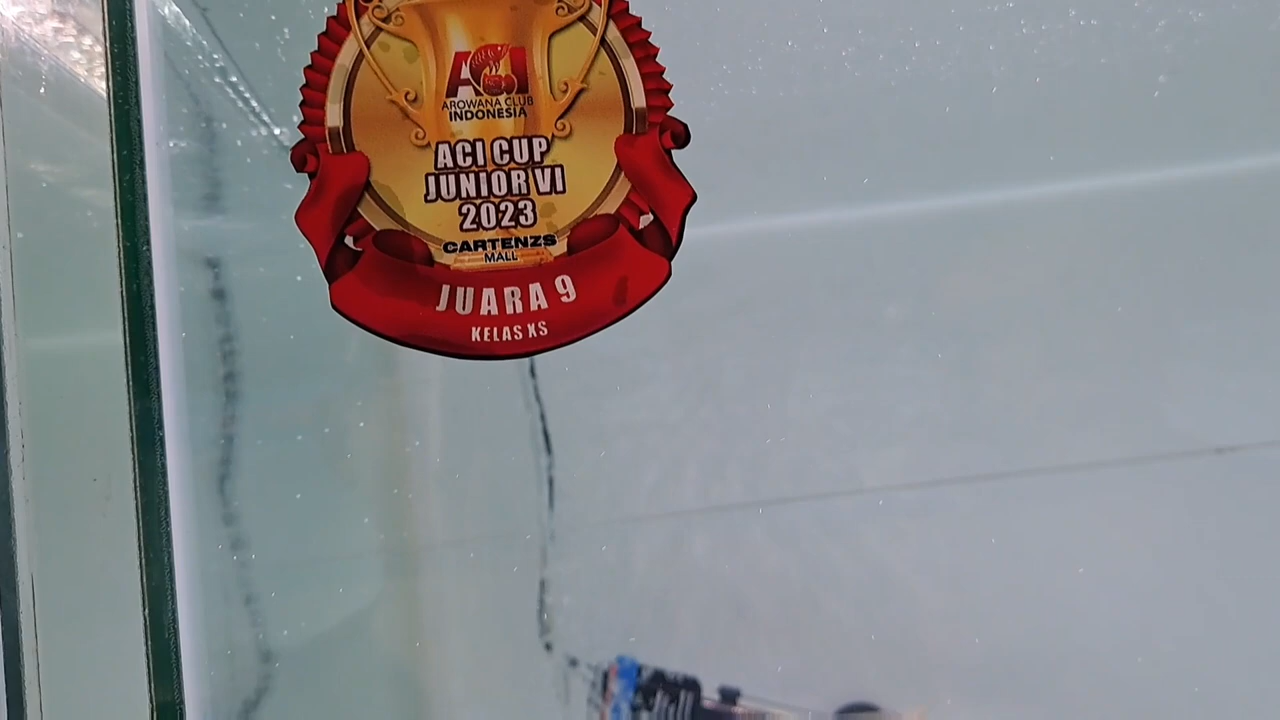 ACI
AROWANA CLUB
INDONESIA
ACI CUP
JUNIOR VI
2023
CARTENZS
MALL
JUARA 9
KELAS XS